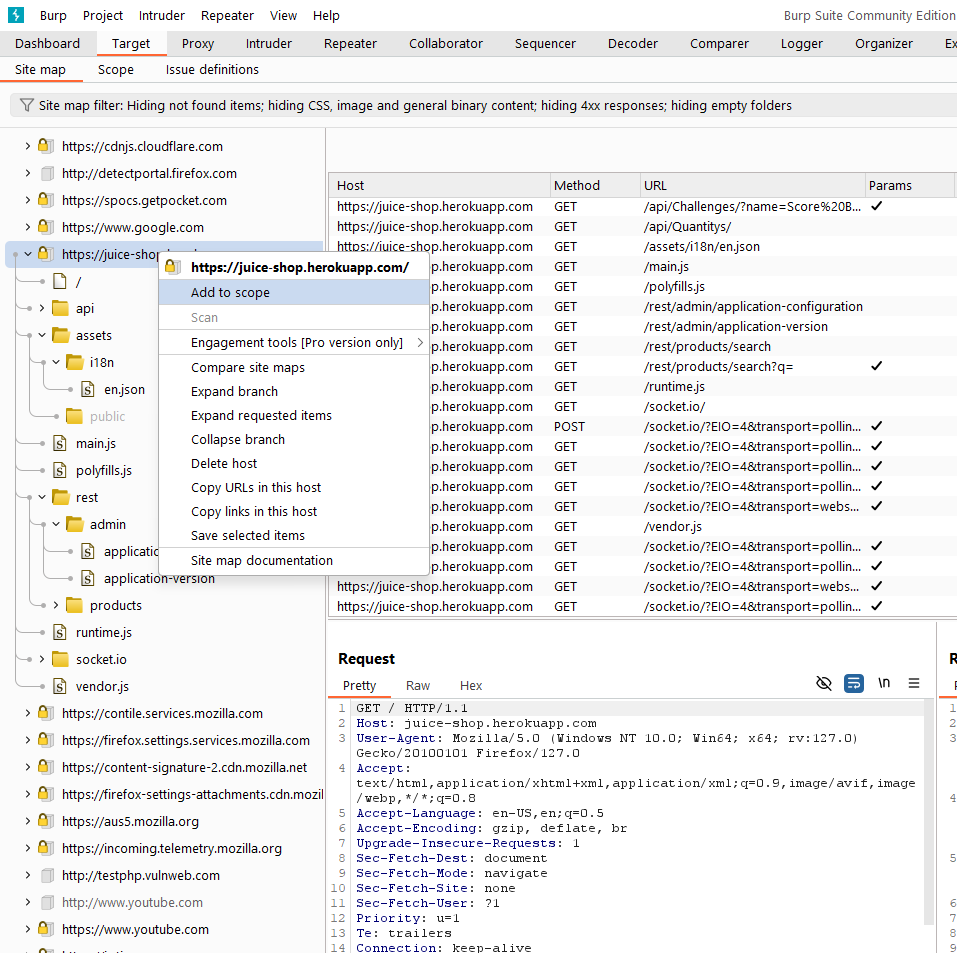 Burp Project Intruder Repeater View Help Burp Suite Community Edition
Dashboard Target Proxy Intruder Repeater Collaborator Sequencer Decoder Comparer Logger Organizer Ex
Site map Scope Issue definitions
Site map filter: Hiding not found items; hiding CSS, image and general binary content; hiding 4xx responses; hiding empty folders
https://cdnjs.cloudflare.com
http://detectportal.firefox.com
https://spocs.getpocket.com
https://www.google.com
https://juice-shop
/
api
assets
i18n
en.json
public
main.js
polyfills.js
rest
admin
applicatio
application-version
products
runtime.js
socket.io
vendor.js
https://contile.services.mozilla.com
https://firefox.settings.services.mozilla.com
https://content-signature-2.cdn.mozilla.net
https://firefox-settings-attachments.cdn.mozil
https://aus5.mozilla.org
https://incoming.telemetry.mozilla.org
http://testphp.vulnweb.com
http://www.youtube.com
https://www.youtube.com
https://juice-shop.herokuapp.com/
Add to scope
Scan
Engagement tools [Pro version only]
Compare site maps
Expand branch
Expand requested items
Collapse branch
Delete host
Copy URLs in this host
Copy links in this host
Save selected items
Site map documentation
Host Method URL Params
https://juice-shop.herokuapp.com GET /api/Challenges/?name=Score%20B... ✔
https://juice-shop.herokuapp.com GET /api/Quantitys/
https://juice-shop.herokuapp.com GET /assets/i18n/en.json
p.herokuapp.com GET /main.js
p.herokuapp.com GET /polyfills.js
p.herokuapp.com GET /rest/admin/application-configuration
p.herokuapp.com GET /rest/admin/application-version
p.herokuapp.com GET /rest/products/search
p.herokuapp.com GET /rest/products/search?q= ✔
p.herokuapp.com GET /runtime.js
p.herokuapp.com GET /socket.io/
p.herokuapp.com POST /socket.io/?EIO=4&transport=pollin... ✔
p.herokuapp.com GET /socket.io/?EIO=4&transport=pollin... ✔
p.herokuapp.com GET /socket.io/?EIO=4&transport=pollin... ✔
p.herokuapp.com GET /socket.io/?EIO=4&transport=pollin... ✔
p.herokuapp.com GET /socket.io/?EIO=4&transport=webs... ✔
p.herokuapp.com GET /vendor.js
p.herokuapp.com GET /socket.io/?EIO=4&transport=pollin... ✔
p.herokuapp.com GET /socket.io/?EIO=4&transport=pollin... ✔
https://juice-shop.herokuapp.com GET /socket.io/?EIO=4&transport=webs... ✔
https://juice-shop.herokuapp.com GET /socket.io/?EIO=4&transport=pollin... ✔
Request
Pretty Raw Hex \n
1 GET / HTTP/1.1
2 Host: juice-shop.herokuapp.com
3 User-Agent: Mozilla/5.0 (Windows NT 10.0; Win64; x64; rv:127.0)
Gecko/20100101 Firefox/127.0
4 Accept:
text/html,application/xhtml+xml,application/xml;q=0.9,image/avif,image
/webp,*/*;q=0.8
5 Accept-Language: en-US,en;q=0.5
6 Accept-Encoding: gzip, deflate, br
7 Upgrade-Insecure-Requests: 1
8 Sec-Fetch-Dest: document
9 Sec-Fetch-Mode: navigate
10 Sec-Fetch-Site: none
11 Sec-Fetch-User: ?1
12 Priority: u=1
13 Te: trailers
14 Connection: keep-alive
R
1
2
3
4
5
6
7
8
9